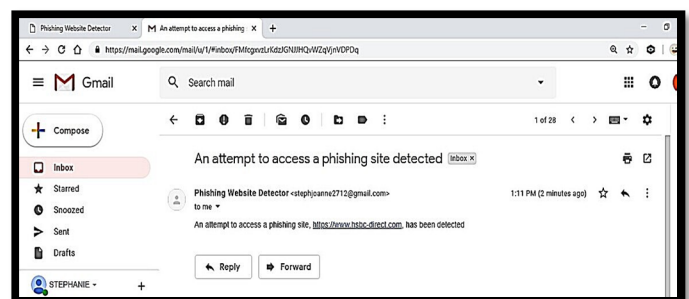 Phishing Website Detector
An attempt to access a phishing
https://mail.google.com/mail/u/1/#inbox/FMfcgxvzLrKdzJGNJJHQvWZqVjnVDPDq
Gmail
Search mail
Compose
1 of 28
Inbox
Starred
Snoozed
Sent
Drafts
STEPHANIE
An attempt to access a phishing site detected Inbox x
Phishing Website Detector <stephjoanne2712@gmail.com> 1:11 PM (2 minutes ago)
to me
An attempt to access a phishing site, https://www.hsbc-direct.com, has been detected
Reply Forward